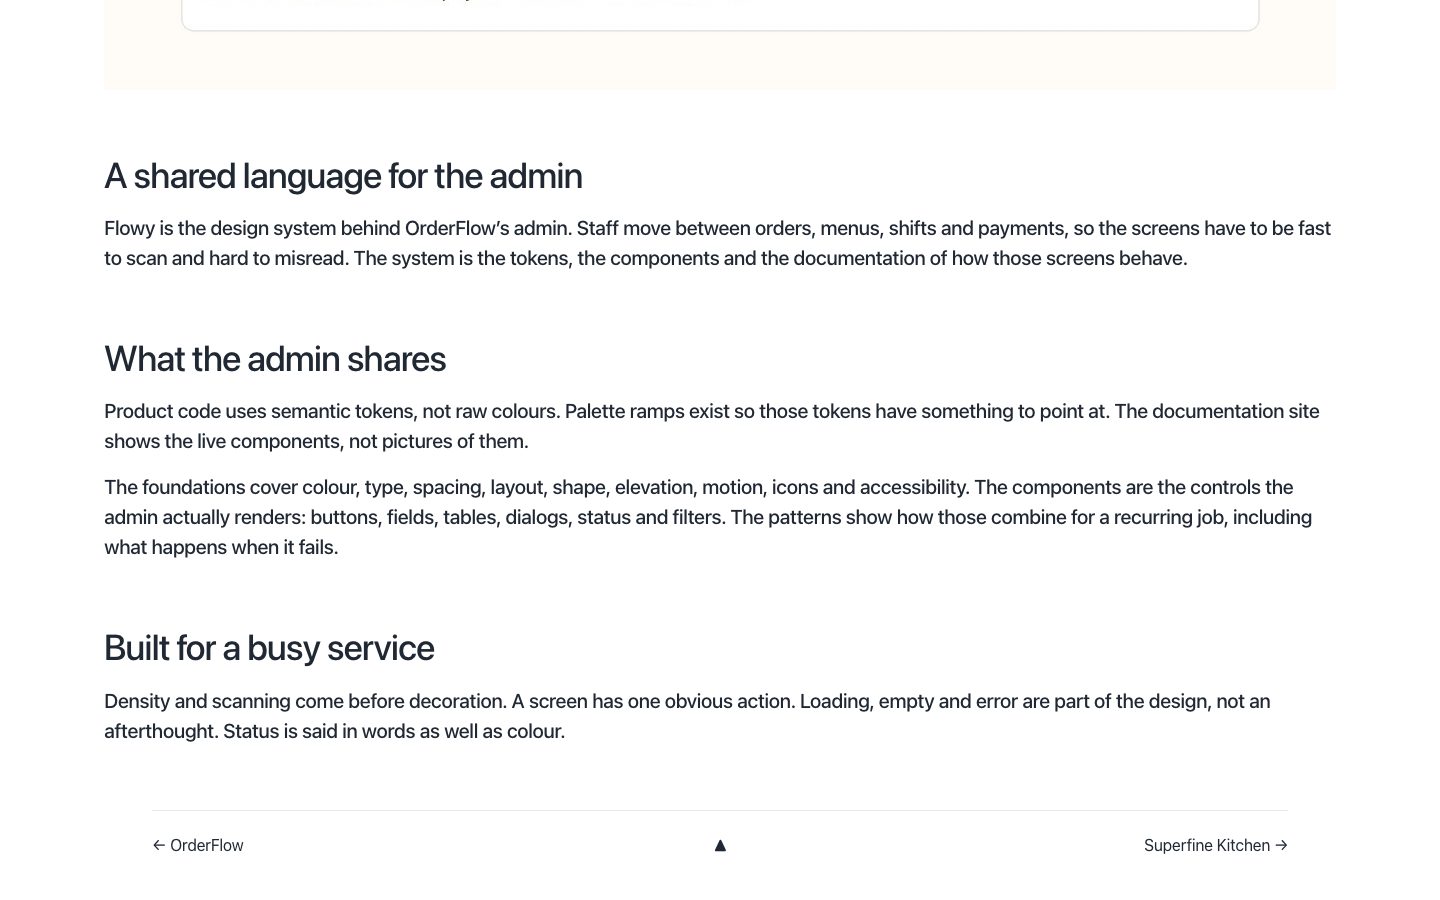 A shared language for the admin
Flowy is the design system behind OrderFlow’s admin. Staff move between orders, menus, shifts and payments, so the screens have to be fast
to scan and hard to misread. The system is the tokens, the components and the documentation of how those screens behave.
What the admin shares
Product code uses semantic tokens, not raw colours. Palette ramps exist so those tokens have something to point at. The documentation site
shows the live components, not pictures of them.
The foundations cover colour, type, spacing, layout, shape, elevation, motion, icons and accessibility. The components are the controls the
admin actually renders: buttons, fields, tables, dialogs, status and filters. The patterns show how those combine for a recurring job, including
what happens when it fails.
Built for a busy service
Density and scanning come before decoration. A screen has one obvious action. Loading, empty and error are part of the design, not an
afterthought. Status is said in words as well as colour.
← OrderFlow
▲
Superfine Kitchen →